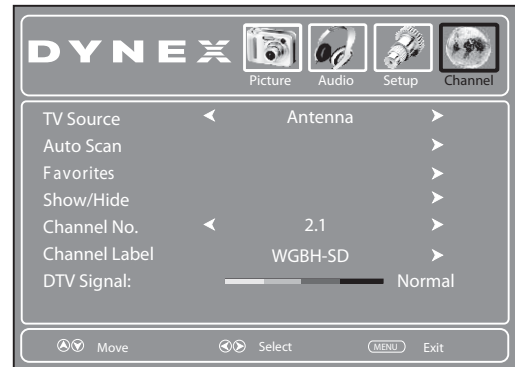 DYNEX
Picture Audio Setup Channel
TV Source Antenna
Auto Scan
Favorites
Show/Hide
Channel No. 2.1
Channel Label WGBH-SD
DTV Signal: Normal
Move Select MENU Exit